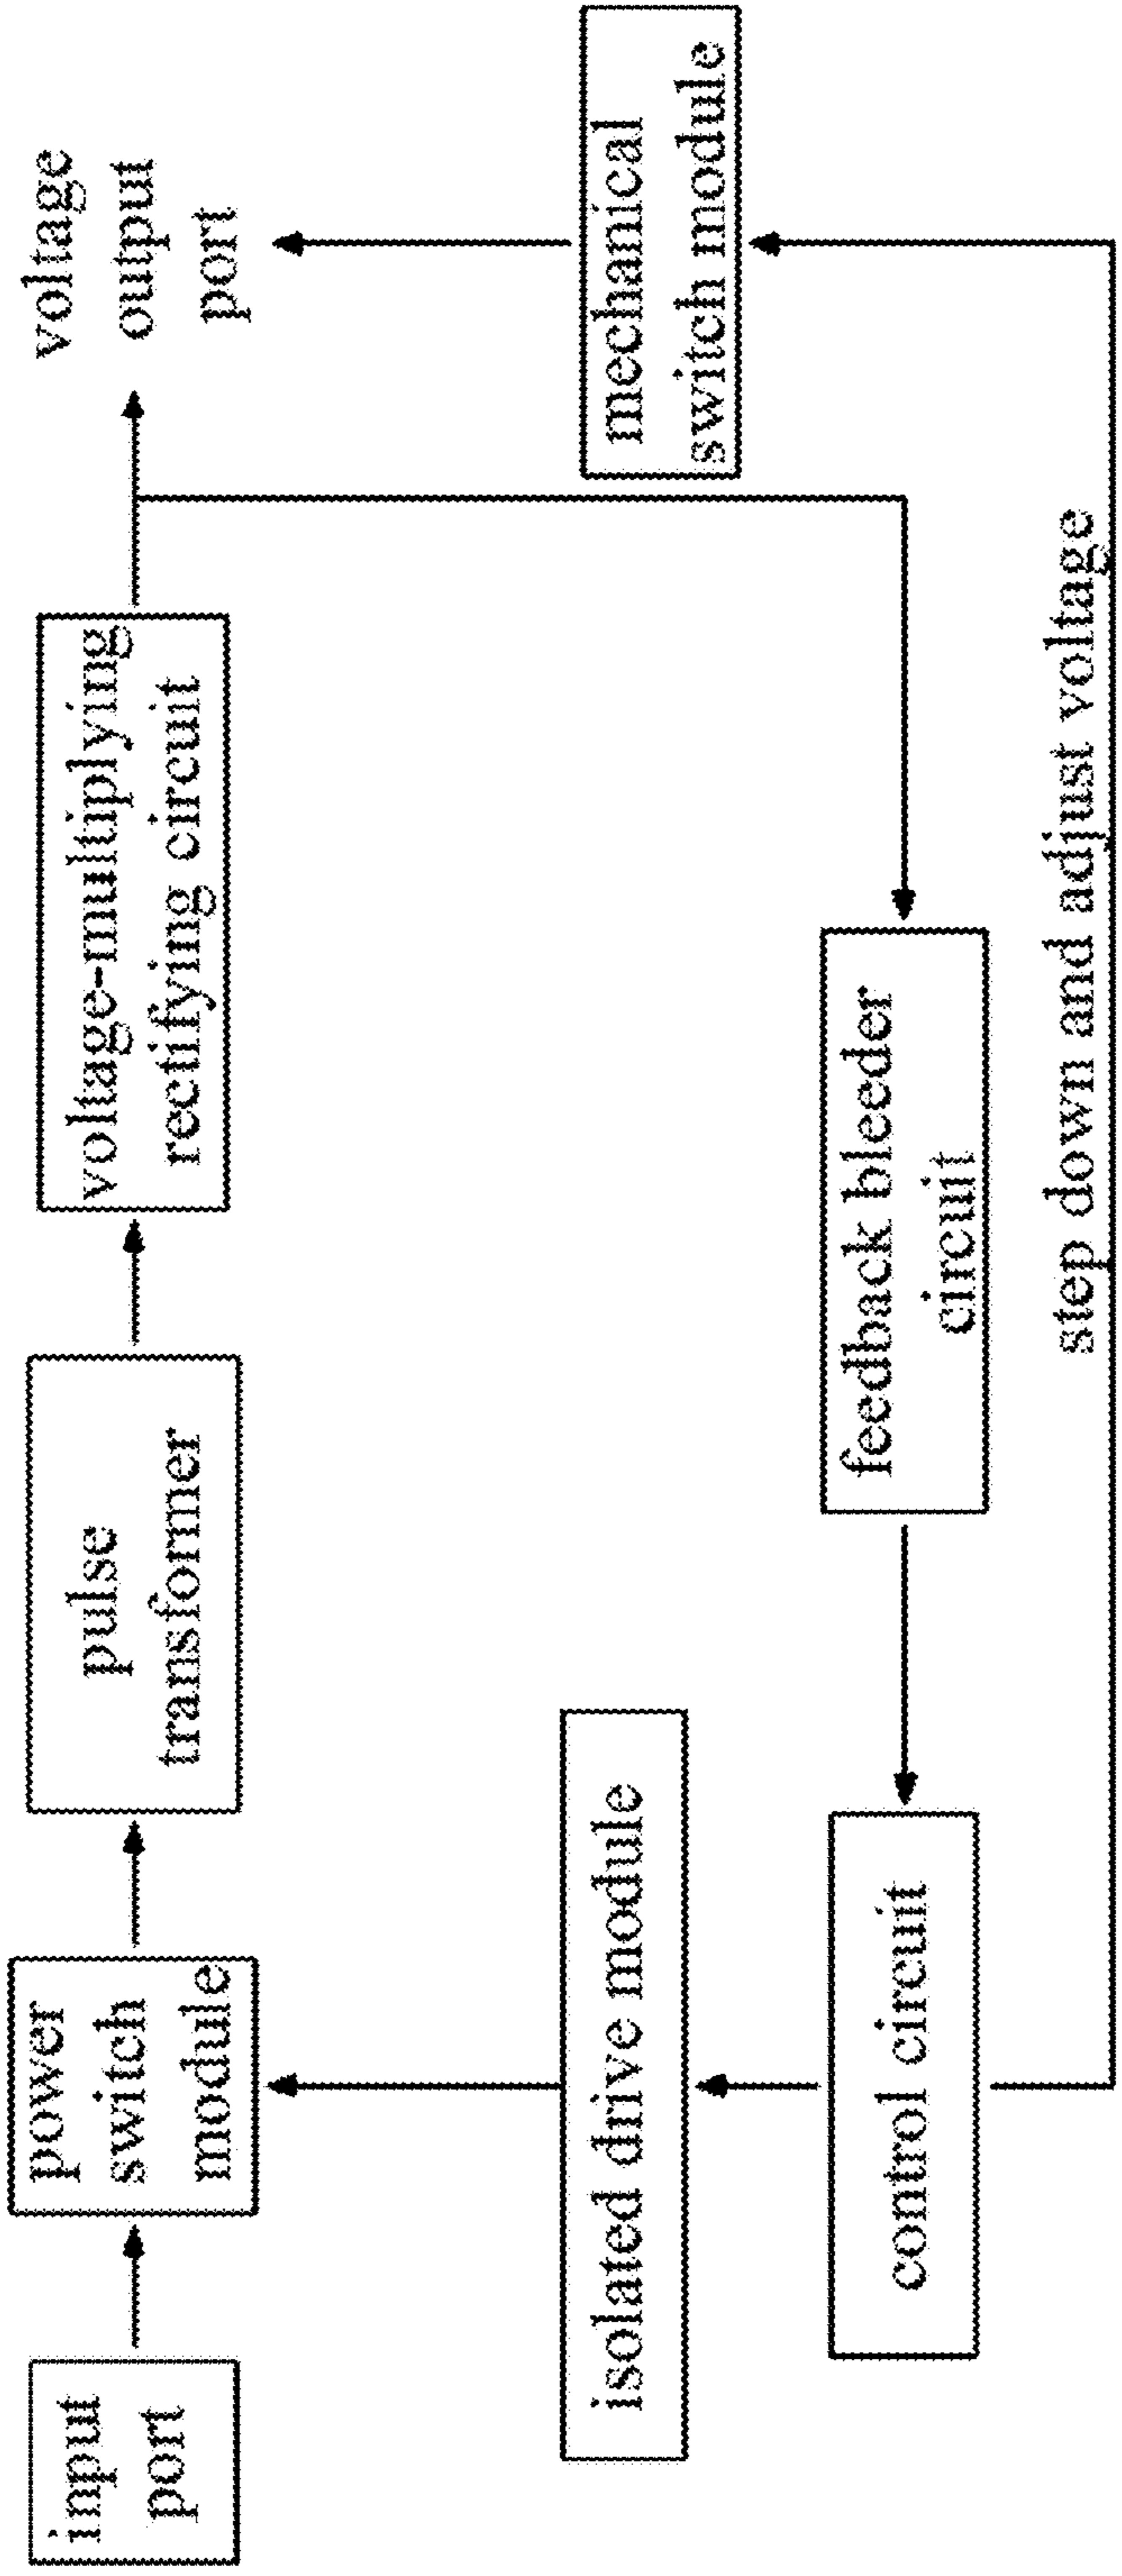 input
port
power
switch
module
pulse
transformer
voltage-multiplying
rectifying circuit
voltage
output
port
isolated drive module
mechanical
switch module
control circuit
feedback bleeder
circuit
step down and adjust voltage